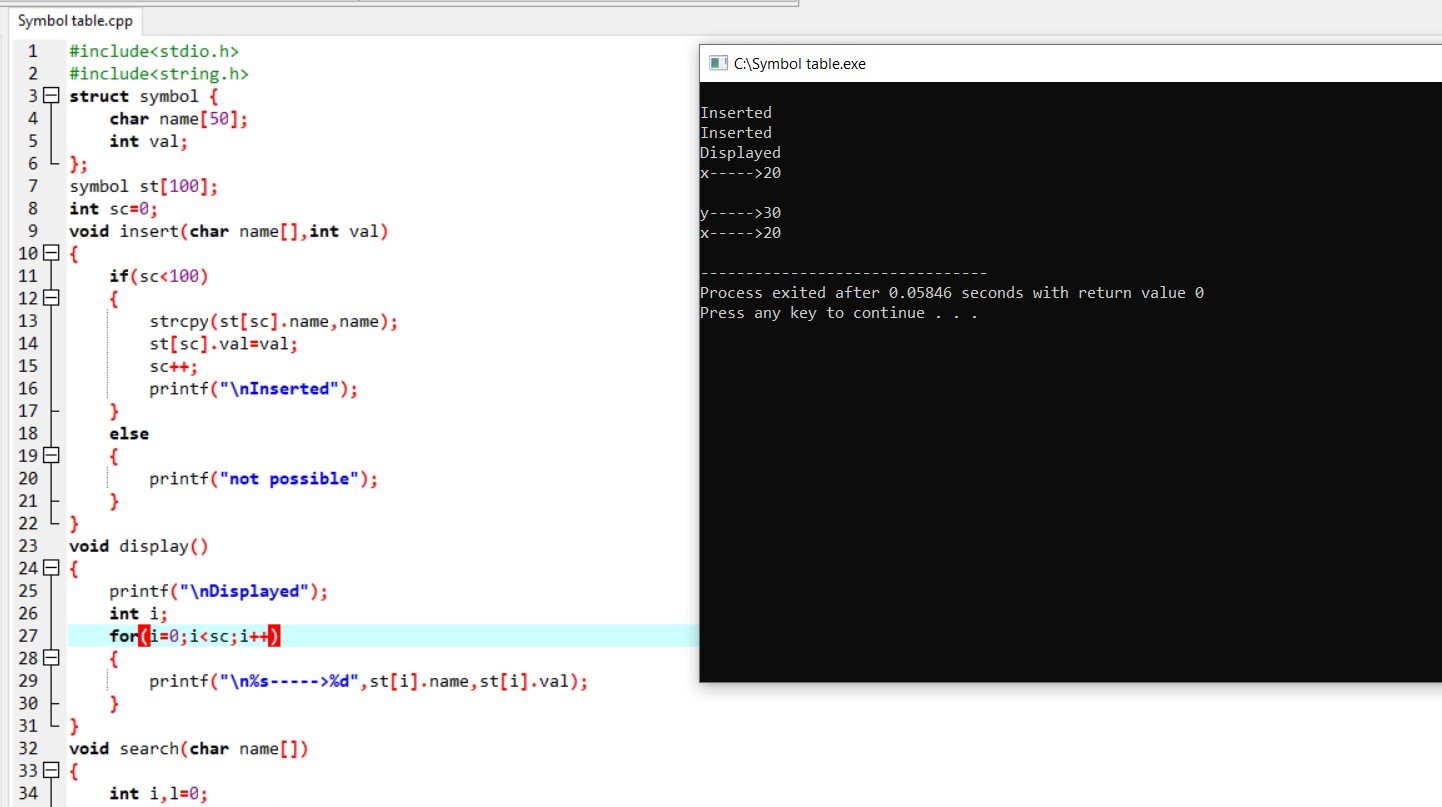 Symbol table.cpp
1 #include<stdio.h>
2 #include<string.h>
3 struct symbol {
4     char name[50];
5     int val;
6 };
7 symbol st[100];
8 int sc=0;
9 void insert(char name[],int val)
10 {
11     if(sc<100)
12     {
13         strcpy(st[sc].name,name);
14         st[sc].val=val;
15         sc++;
16         printf("\nInserted");
17     }
18     else
19     {
20         printf("not possible");
21     }
22 }
23 void display()
24 {
25     printf("\nDisplayed");
26     int i;
27     for(i=0;i<sc;i++)
28     {
29         printf("\n%s----->%d",st[i].name,st[i].val);
30     }
31 }
32 void search(char name[])
33 {
34     int i,l=0;
C:\Symbol table.exe
Inserted
Inserted
Displayed
x----->20
y----->30
x----->20
--------------------------------
Process exited after 0.05846 seconds with return value 0
Press any key to continue . . .